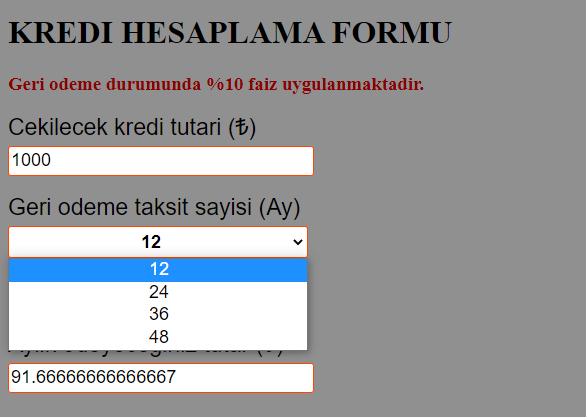 KREDI HESAPLAMA FORMU
Geri odeme durumunda %10 faiz uygulanmaktadir.
Cekilecek kredi tutari (₺)
1000
Geri odeme taksit sayisi (Ay)
12
12
24
36
48
91.66666666666667